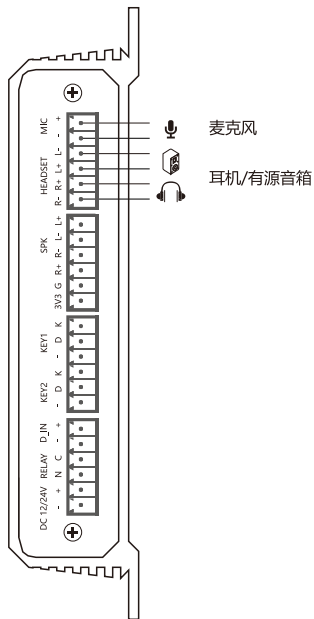 MIC - +
麦克风
HEADSET R- R+ L+ L-
耳机/有源音箱
SPK 3V3 G R+ R- L- L+
KEY1 - D K
KEY2 - D K
D_IN - +
RELAY N C
DC 12/24V - +